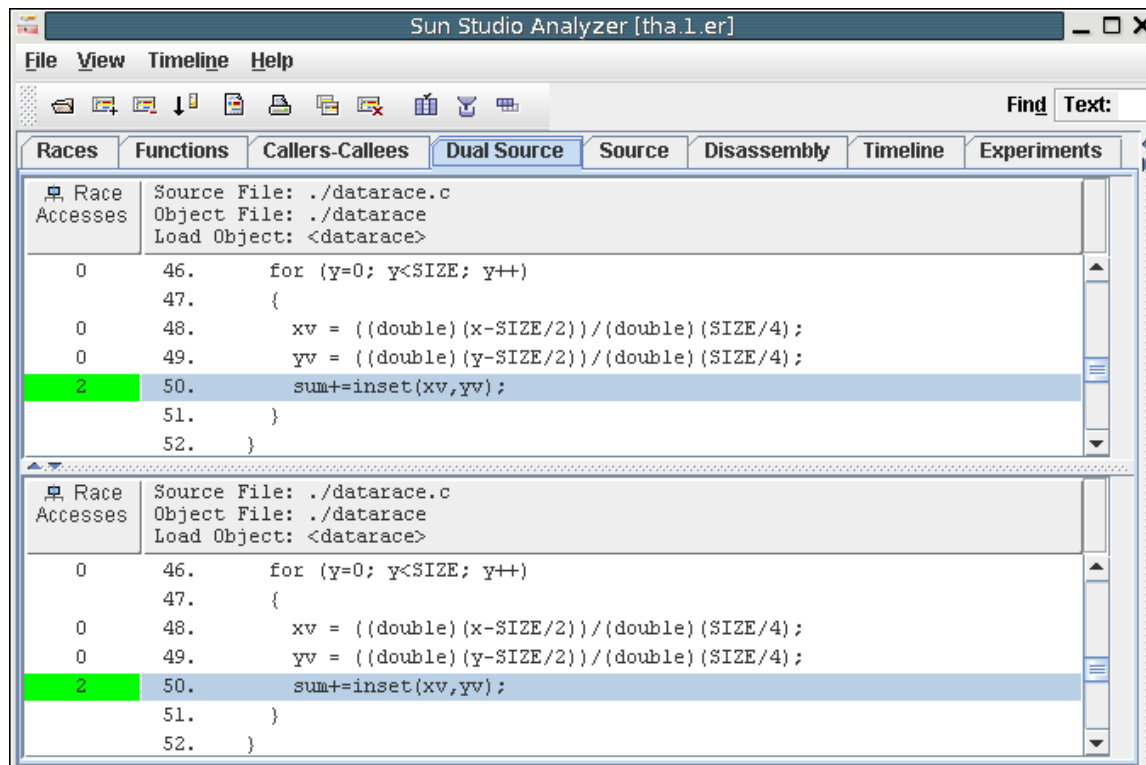 Sun Studio Analyzer [tha.1.er]
File View Timeline Help
Find Text:
Races Functions Callers-Callees Dual Source Source Disassembly Timeline Experiments
Race Accesses
Source File: ./datarace.c
Object File: ./datarace
Load Object: <datarace>
0 46. for (y=0; y<SIZE; y++)
47. {
0 48. xv = ((double)(x-SIZE/2))/(double)(SIZE/4);
0 49. yv = ((double)(y-SIZE/2))/(double)(SIZE/4);
2 50. sum+=inset(xv,yv);
51. }
52. }
Race Accesses
Source File: ./datarace.c
Object File: ./datarace
Load Object: <datarace>
0 46. for (y=0; y<SIZE; y++)
47. {
0 48. xv = ((double)(x-SIZE/2))/(double)(SIZE/4);
0 49. yv = ((double)(y-SIZE/2))/(double)(SIZE/4);
2 50. sum+=inset(xv,yv);
51. }
52. }